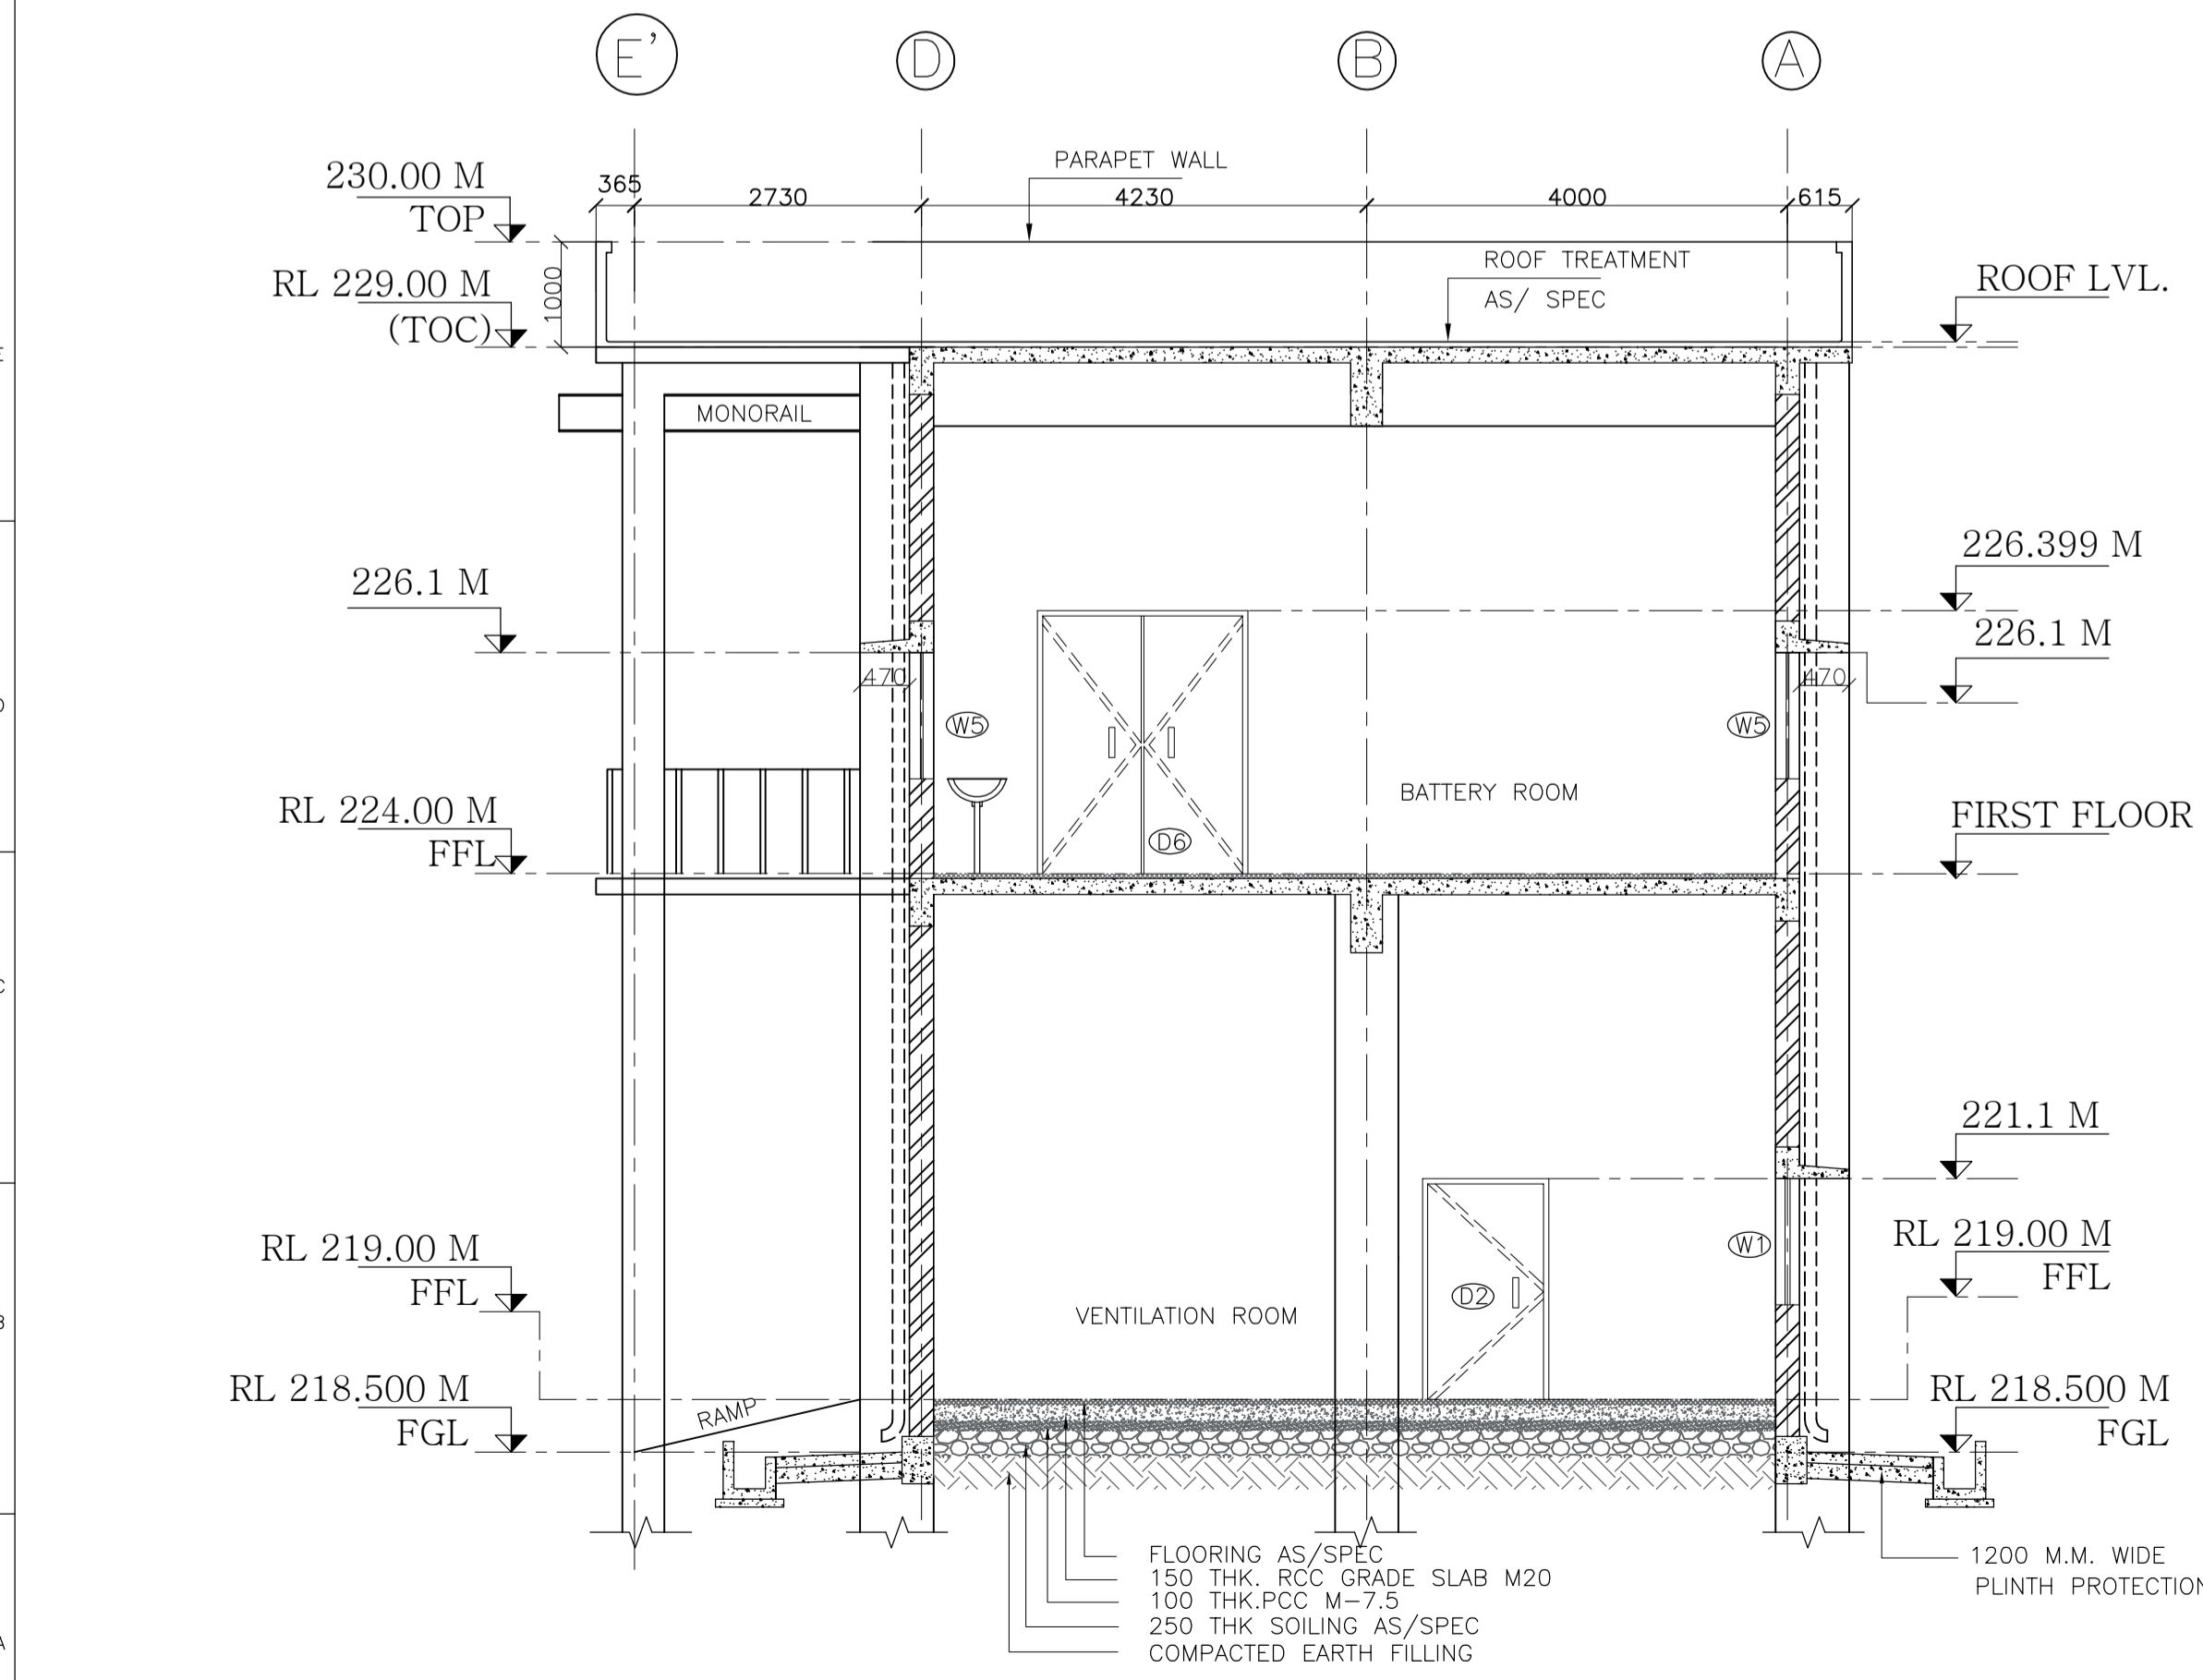 E' D B A
PARAPET WALL
230.00 M
TOP
365 2730 4230 4000 615
ROOF TREATMENT
AS/ SPEC
RL 229.00 M
(TOC)
1000
ROOF LVL.
MONORAIL
226.399 M
226.1 M
226.1 M
470
470
W5
W5
BATTERY ROOM
D6
RL 224.00 M
FFL
FIRST FLOOR
221.1 M
RL 219.00 M
FFL
W1
RL 219.00 M
FFL
D2
VENTILATION ROOM
RL 218.500 M
FGL
RAMP
RL 218.500 M
FGL
FLOORING AS/SPEC
150 THK. RCC GRADE SLAB M20
100 THK.PCC M-7.5
250 THK SOILING AS/SPEC
COMPACTED EARTH FILLING
1200 M.M. WIDE
PLINTH PROTECTION